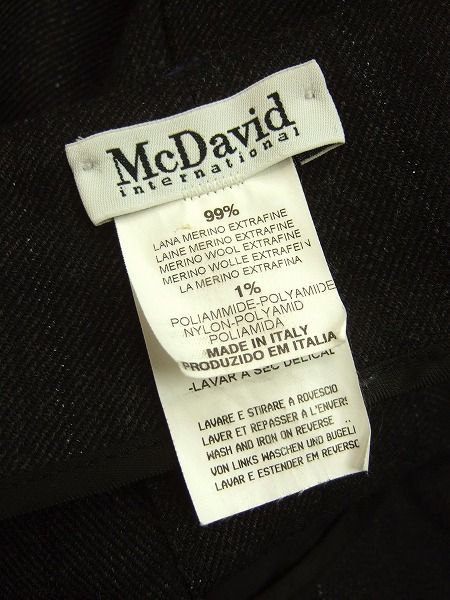 McDavid
international
99%
LANA MERINO EXTRAFINE
LAINE MERINO EXTRAFINE
MERINO WOOL EXTRAFINE
MERINO WOLLE EXTRAFEIN
LA MERINO EXTRAFINA
1%
POLIAMMIDE-POLYAMIDE
NYLON-POLYAMID
POLIAMIDA
MADE IN ITALY
PRODUZIDO EM ITALIA
-LAVAR A SEC DELICAT
LAVARE E STIRARE A ROVESCIO
LAVER ET REPASSER A L'ENVERS
WASH AND IRON ON REVERSE
VON LINKS WASCHEN UND BUGELI
LAVAR E ESTENDER EM REVERSO